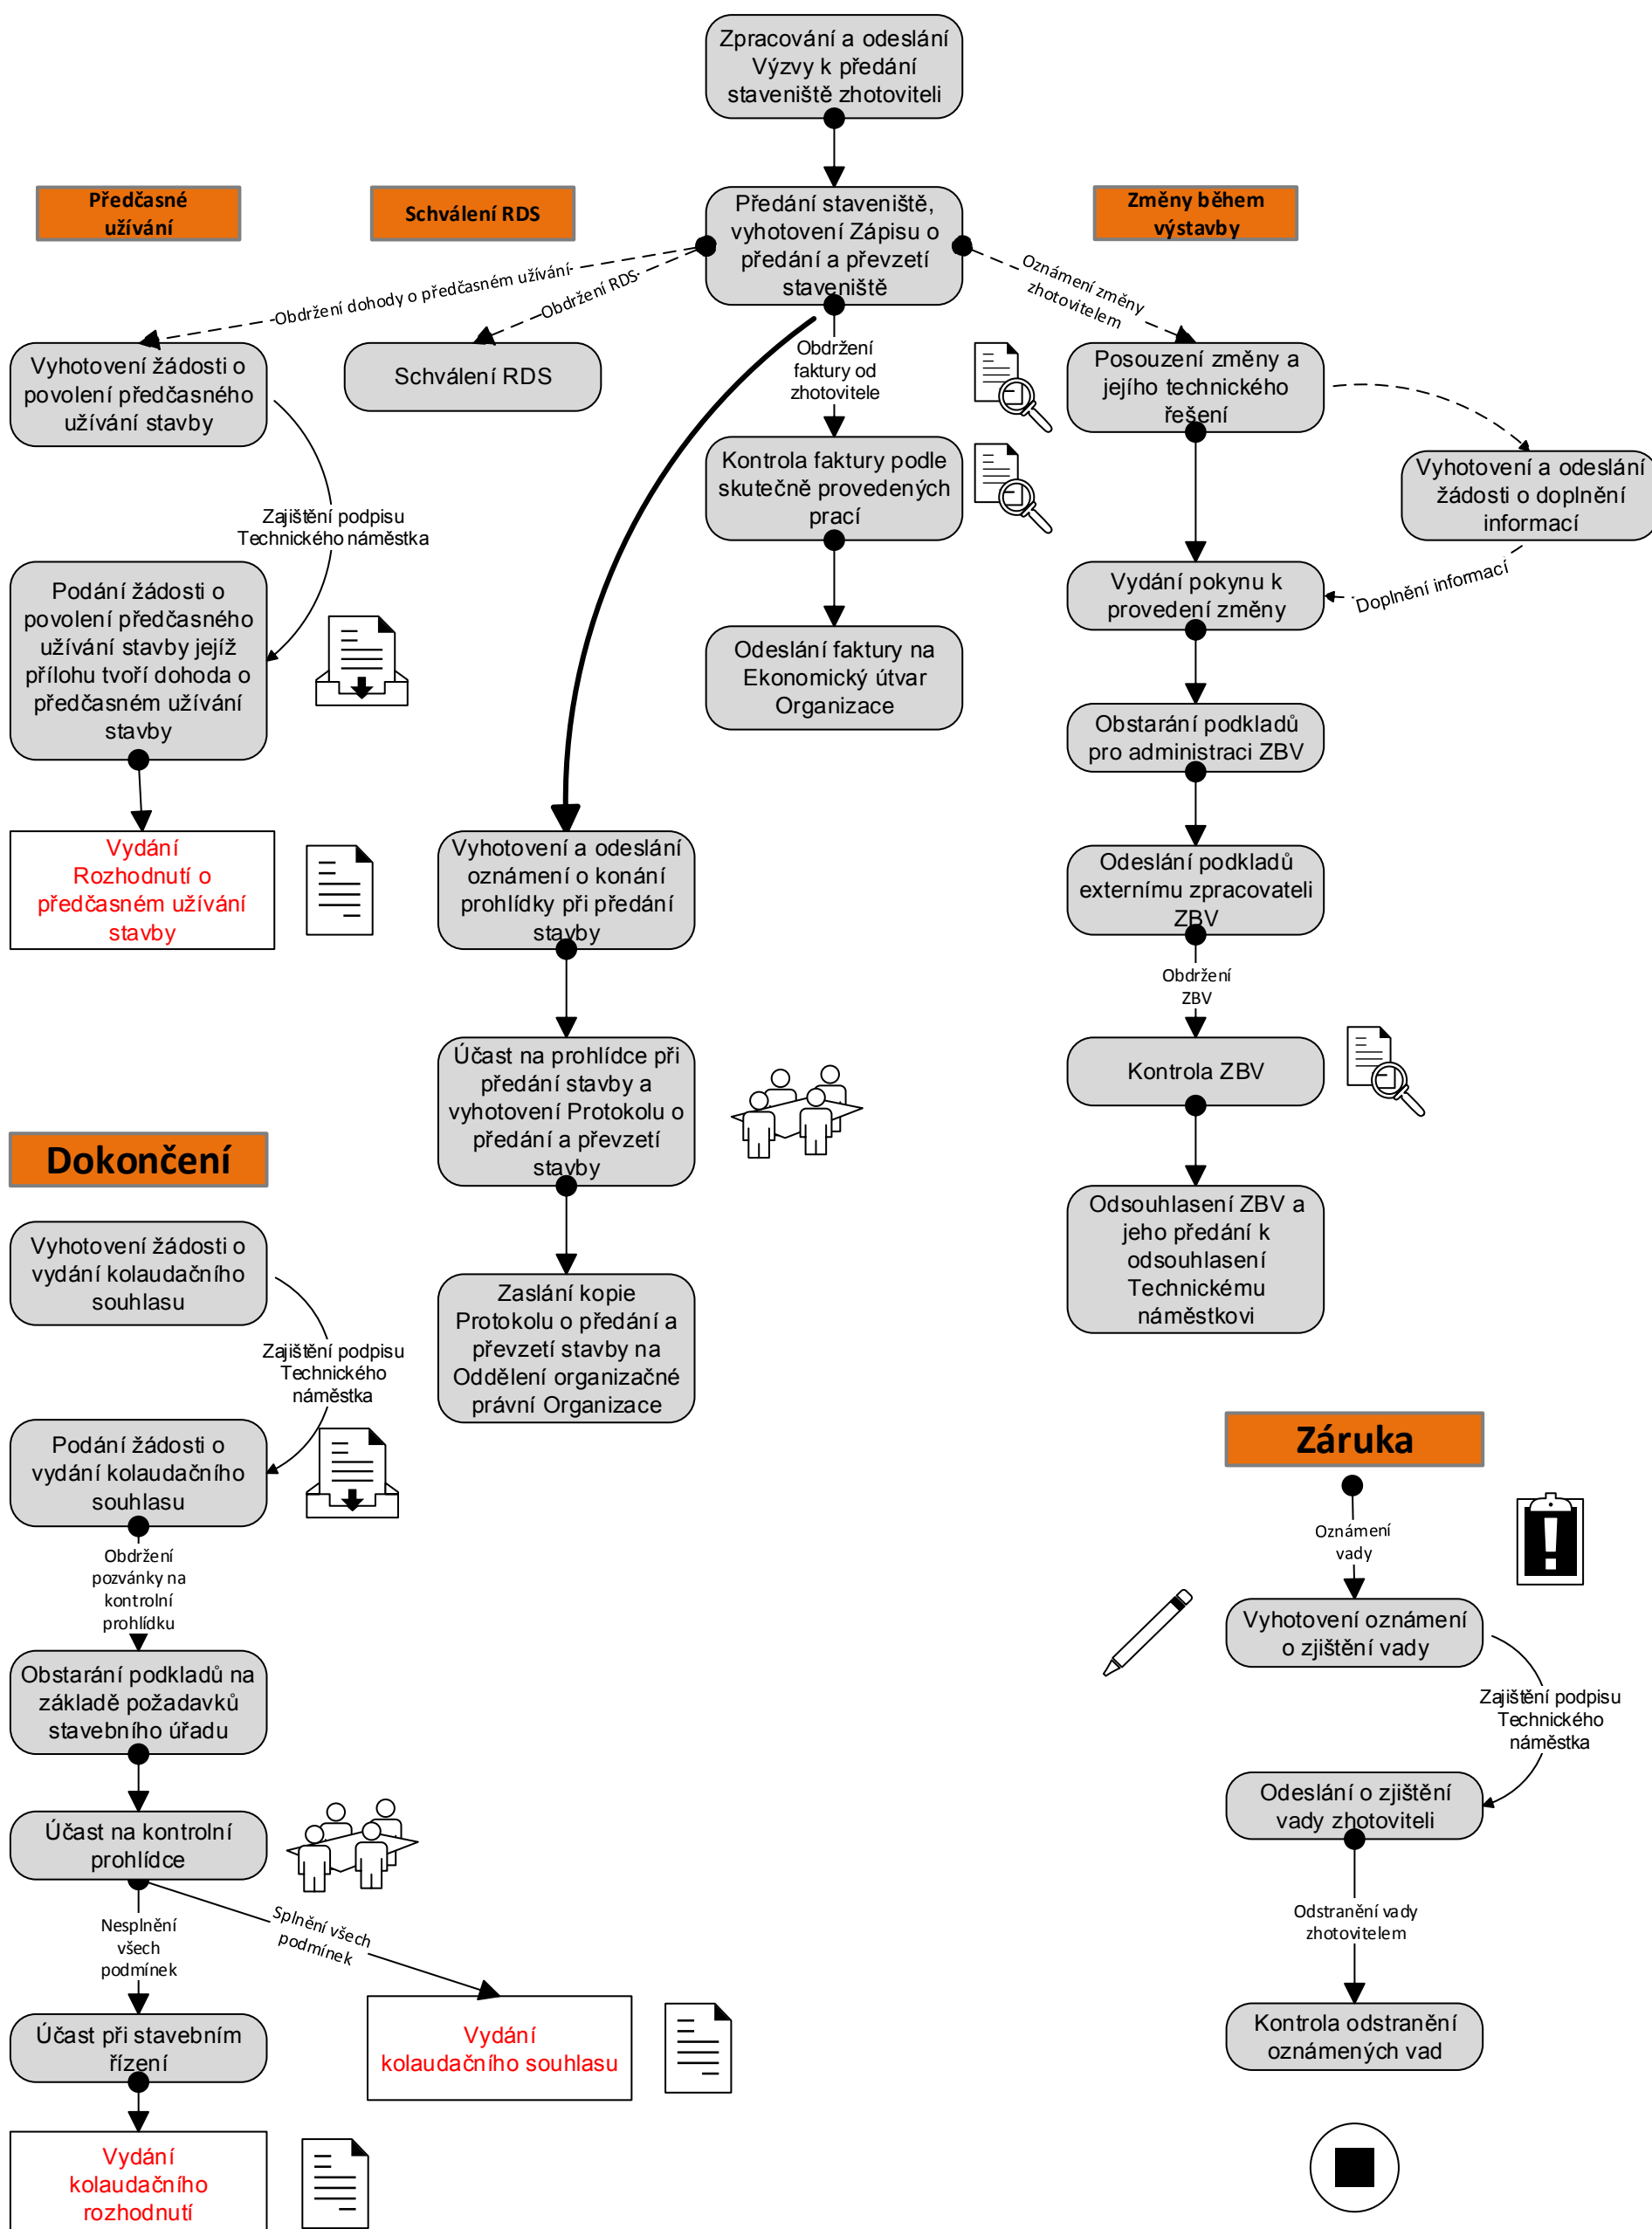 Zpracování a odeslání
Výzvy k předání
staveniště zhotoviteli
Předčasné
užívání
Schválení RDS
Předání staveniště,
vyhotovení Zápisu o
předání a převzetí
staveniště
Změny během
výstavby
Obdržení dohody o předčasném užívání
Obdržení RDS
Oznámení změny
zhotovitelem
Vyhotovení žádosti o
povolení předčasného
užívání stavby
Schválení RDS
Obdržení
faktury od
zhotovitele
Posouzení změny a
jejího technického
řešení
Kontrola faktury podle
skutečně provedených
prací
Vyhotovení a odeslání
žádosti o doplnění
informací
Zajištění podpisu
Technického náměstka
Podání žádosti o
povolení předčasného
užívání stavby jejíž
přílohu tvoří dohoda o
předčasném užívání
stavby
Vydání pokynu k
provedení změny
Doplnění informací
Odeslání faktury na
Ekonomický útvar
Organizace
Obstarání podkladů
pro administraci ZBV
Vydání
Rozhodnutí o
předčasném užívání
stavby
Vyhotovení a odeslání
oznámení o konání
prohlídky při předání
stavby
Odeslání podkladů
externímu zpracovateli
ZBV
Obdržení
ZBV
Účast na prohlídce při
předání stavby a
vyhotovení Protokolu o
předání a převzetí
stavby
Kontrola ZBV
Dokončení
Odsouhlasení ZBV a
jeho předání k
odsouhlasení
Technickému
náměstkovi
Vyhotovení žádosti o
vydání kolaudačního
souhlasu
Zaslání kopie
Protokolu o předání a
převzetí stavby na
Oddělení organizačné
právní Organizace
Zajištění podpisu
Technického
náměstka
Podání žádosti o
vydání kolaudačního
souhlasu
Záruka
Obdržení
pozvánky na
kontrolní
prohlídku
Oznámení
vady
Vyhotovení oznámení
o zjištění vady
Obstarání podkladů na
základě požadavků
stavebního úřadu
Zajištění podpisu
Technického
náměstka
Odeslání o zjištění
vady zhotoviteli
Účast na kontrolní
prohlídce
Nesplnění
všech
podmínek
Splnění všech
podmínek
Odstranění vady
zhotovitelem
Účast při stavebním
řízení
Vydání
kolaudačního souhlasu
Kontrola odstranění
oznámených vad
Vydání
kolaudačního
rozhodnutí